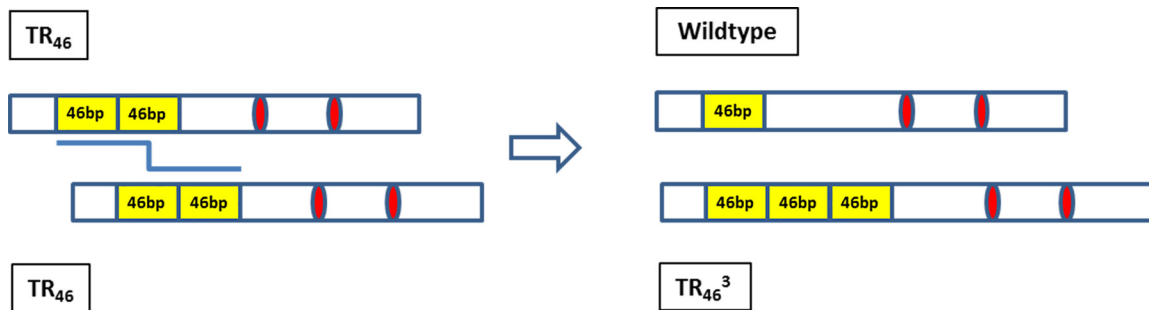 TR₄₆
46bp 46bp
46bp 46bp
TR₄₆
Wildtype
46bp
46bp 46bp 46bp
TR₄₆³